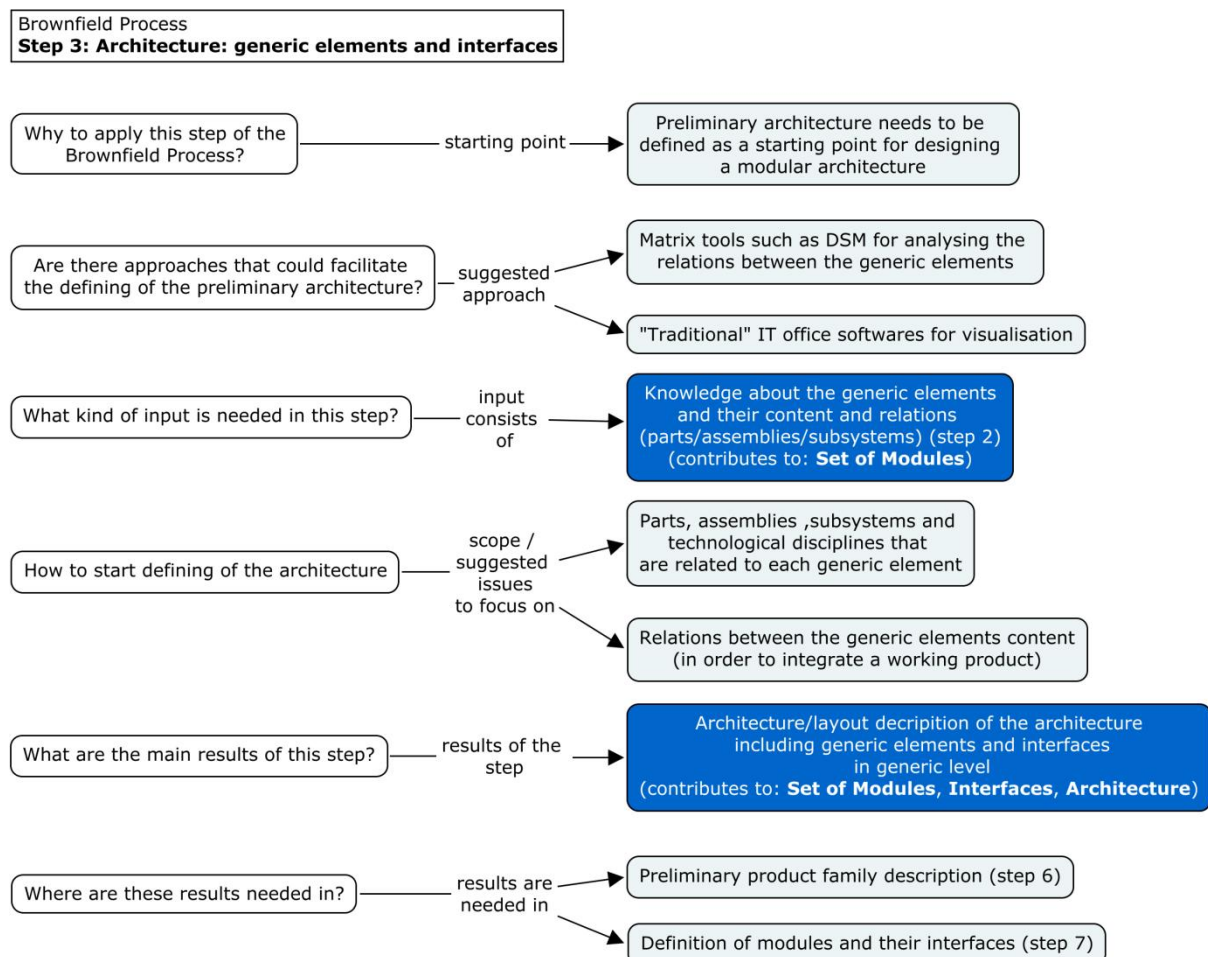 Brownfield Process
Step 3: Architecture: generic elements and interfaces
Why to apply this step of the
Brownfield Process?
starting point
Preliminary architecture needs to be
defined as a starting point for designing
a modular architecture
Are there approaches that could facilitate
the defining of the preliminary architecture?
suggested
approach
Matrix tools such as DSM for analysing the
relations between the generic elements
"Traditional" IT office softwares for visualisation
What kind of input is needed in this step?
input
consists
of
Knowledge about the generic elements
and their content and relations
(parts/assemblies/subsystems) (step 2)
(contributes to: Set of Modules)
How to start defining of the architecture
scope /
suggested
issues
to focus on
Parts, assemblies ,subsystems and
technological disciplines that
are related to each generic element
Relations between the generic elements content
(in order to integrate a working product)
What are the main results of this step?
results of the
step
Architecture/layout decripition of the architecture
including generic elements and interfaces
in generic level
(contributes to: Set of Modules, Interfaces, Architecture)
Where are these results needed in?
results are
needed in
Preliminary product family description (step 6)
Definition of modules and their interfaces (step 7)